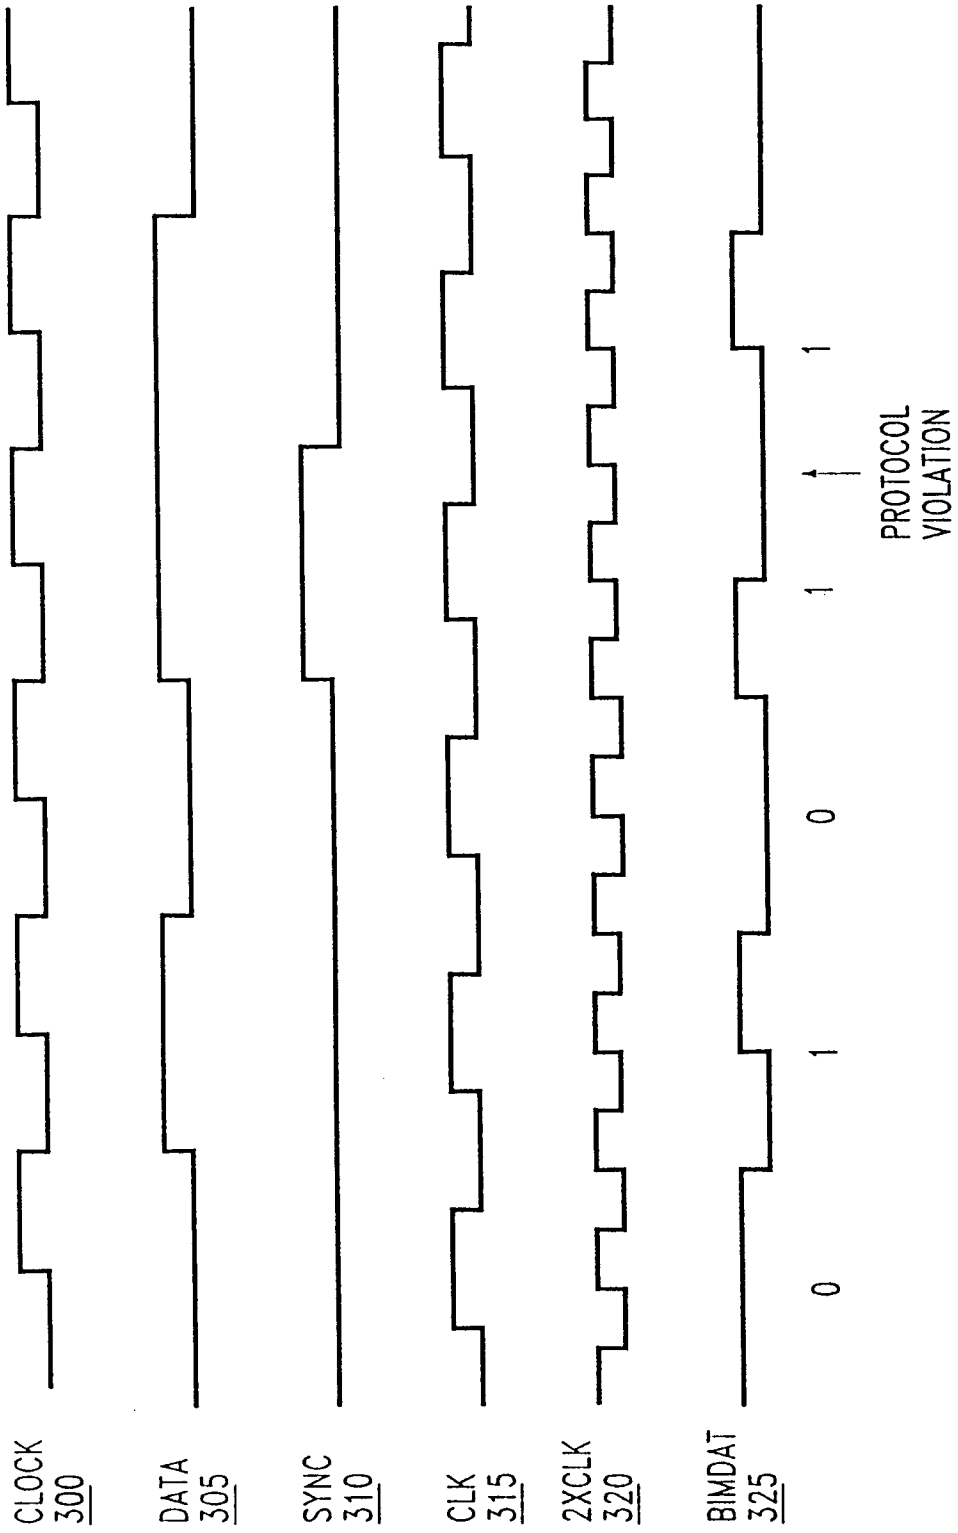 CLOCK
300
DATA
305
SYNC
310
CLK
315
2XCLK
320
BIMDAT
325
0
1
0
1
1
PROTOCOL
VIOLATION